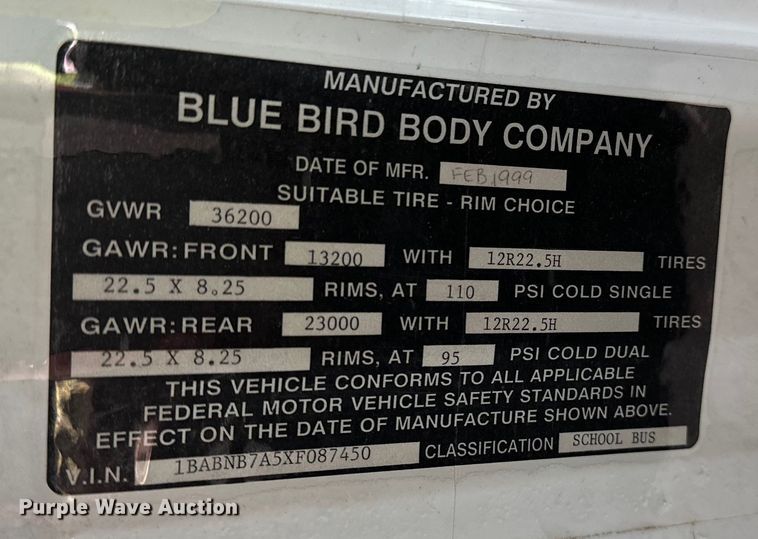 MANUFACTURED BY
BLUE BIRD BODY COMPANY
DATE OF MFR. FEB 1999
SUITABLE TIRE - RIM CHOICE
GVWR 36200
GAWR: FRONT 13200 WITH 12R22.5H TIRES
22.5 X 8.25 RIMS, AT 110 PSI COLD SINGLE
GAWR: REAR 23000 WITH 12R22.5H TIRES
22.5 X 8.25 RIMS, AT 95 PSI COLD DUAL
THIS VEHICLE CONFORMS TO ALL APPLICABLE
FEDERAL MOTOR VEHICLE SAFETY STANDARDS IN
EFFECT ON THE DATE OF MANUFACTURE SHOWN ABOVE.
V.I.N. 1BABNB7A5XF087450 CLASSIFICATION SCHOOL BUS
Purple Wave Auction